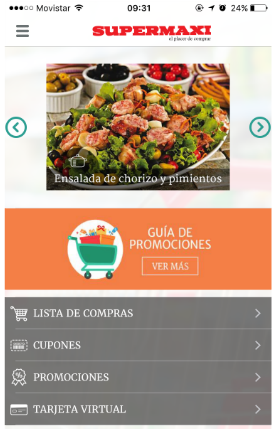 Movistar 09:31 24%
SUPERMAXI
el placer de comprar
Ensalada de chorizo y pimientos
GUÍA DE
PROMOCIONES
VER MÁS
LISTA DE COMPRAS
CUPONES
PROMOCIONES
TARJETA VIRTUAL